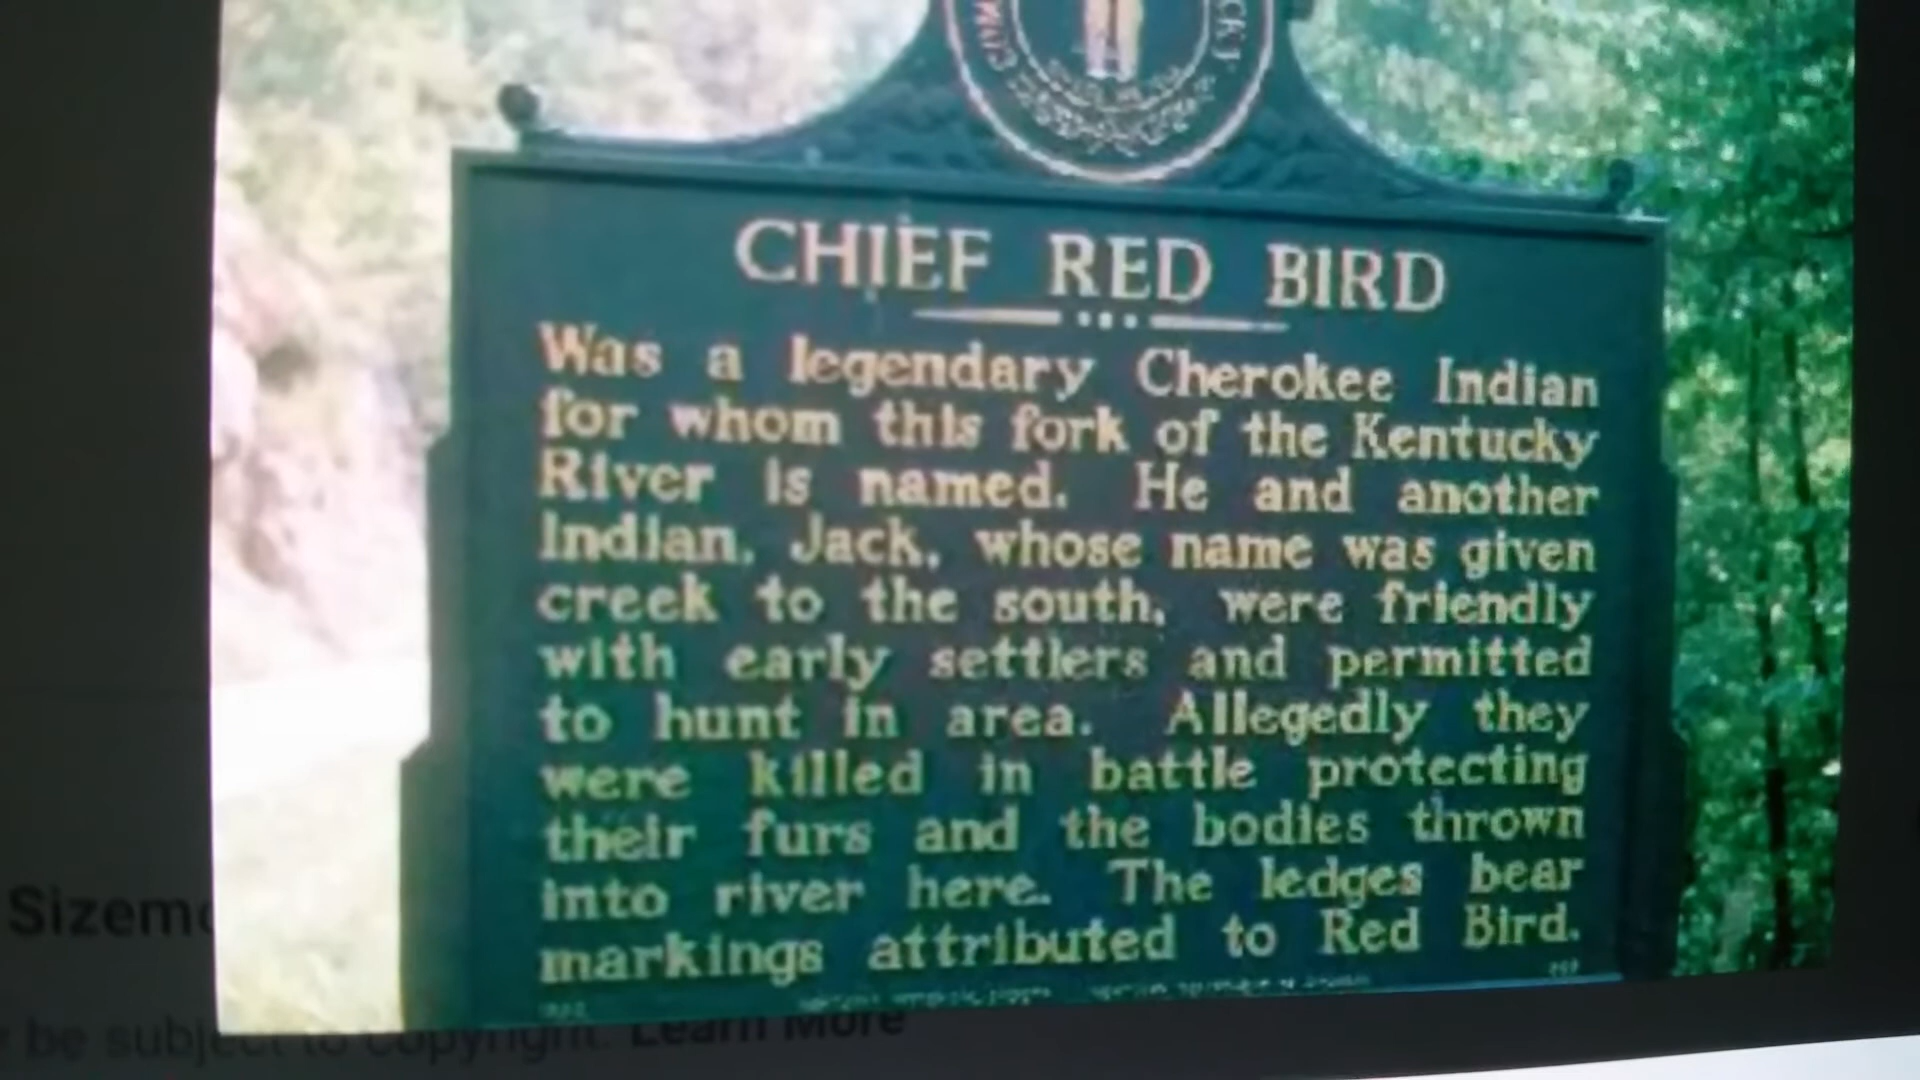 CKY
CHIEF RED BIRD
Was a legendary Cherokee Indian
for whom this fork of the Kentucky
River is named. He and another
Indian, Jack, whose name was given
creek to the south, were friendly
with early settlers and permitted
to hunt in area. Allegedly they
were killed in battle protecting
their furs and the bodies thrown
into river here. The ledges bear
markings attributed to Red Bird.
be subject to copyright. Learn More